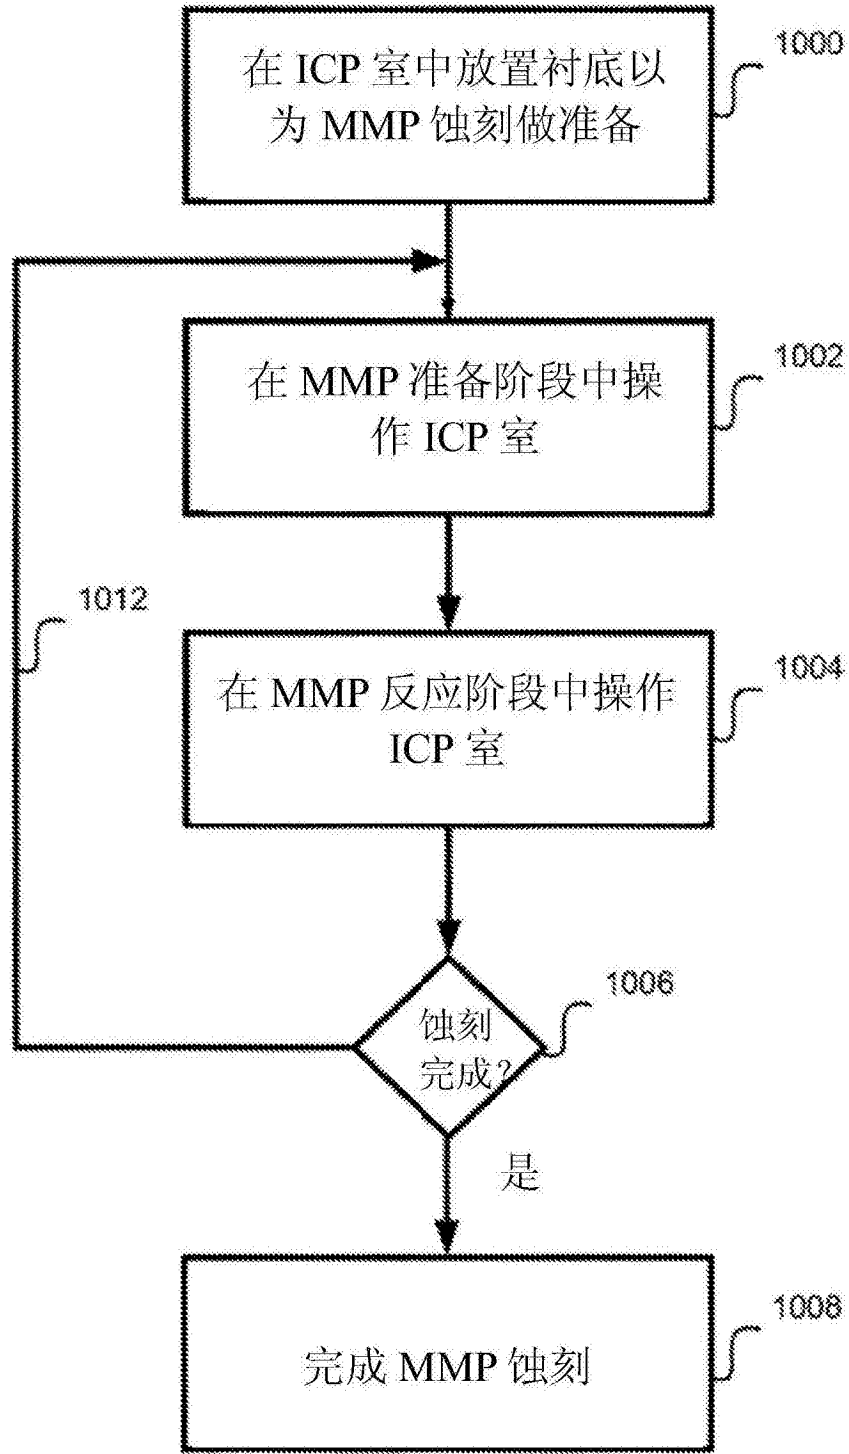 在 ICP 室中放置衬底以
为 MMP 蚀刻做准备
1000
在 MMP 准备阶段中操
作 ICP 室
1002
1012
在 MMP 反应阶段中操作
ICP 室
1004
蚀刻
完成?
1006
是
完成 MMP 蚀刻
1008